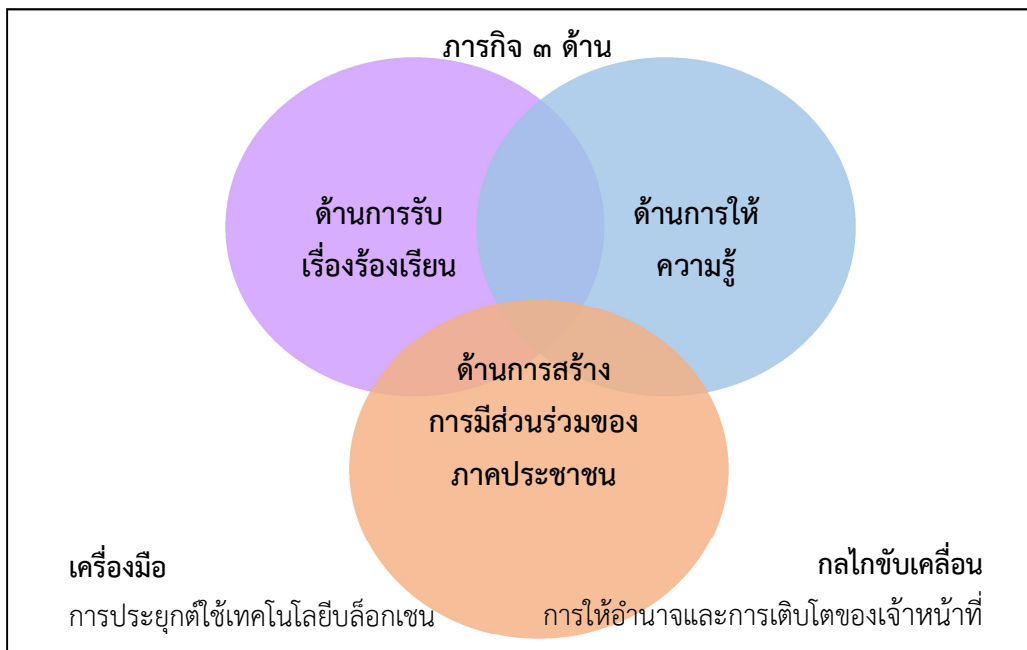 ภารกิจ ๓ ด้าน
ด้านการรับ
เรื่องร้องเรียน
ด้านการให้
ความรู้
ด้านการสร้าง
การมีส่วนร่วมของ
ภาคประชาชน
เครื่องมือ
การประยุกต์ใช้เทคโนโลยีบล็อกเชน
กลไกขับเคลื่อน
การให้อำนาจและการเติบโตของเจ้าหน้าที่